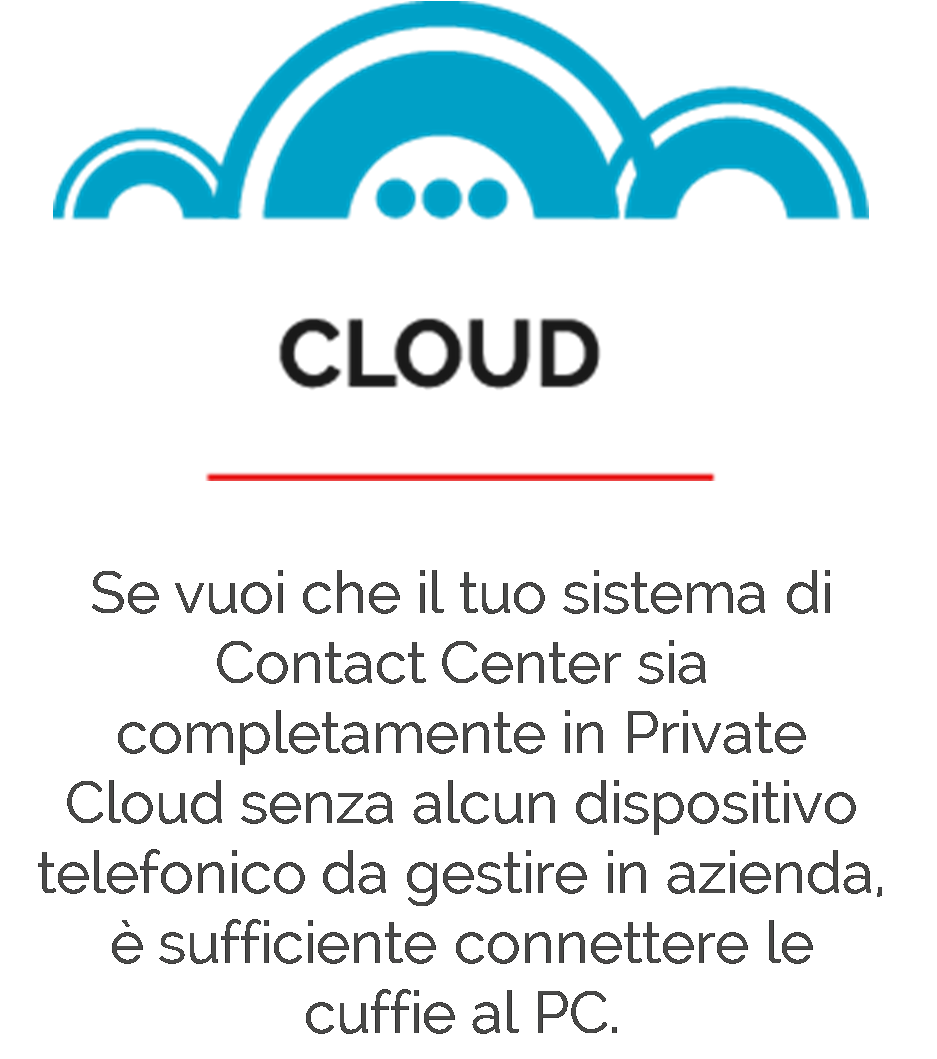 CLOUD
Se vuoi che il tuo sistema di
Contact Center sia
completamente in Private
Cloud senza alcun dispositivo
telefonico da gestire in azienda,
è sufficiente connettere le
cuffie al PC.